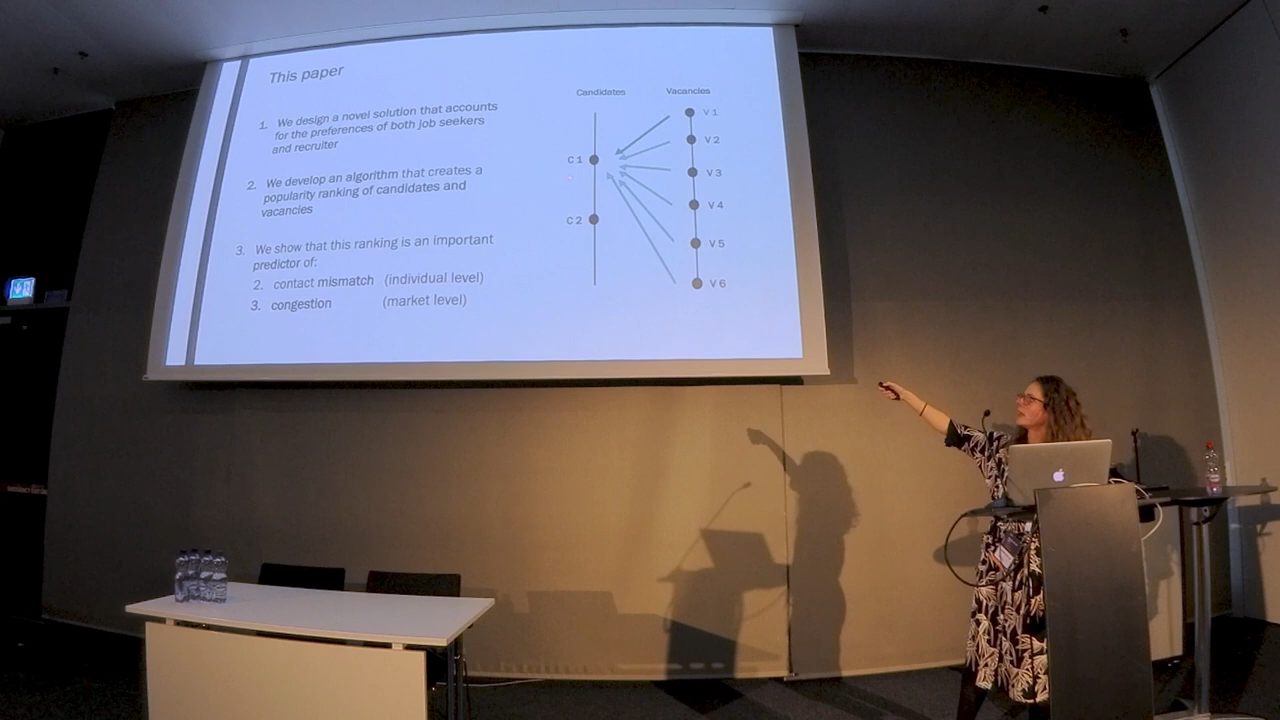 This paper
1. We design a novel solution that accounts
for the preferences of both job seekers
and recruiter
2. We develop an algorithm that creates a
popularity ranking of candidates and
vacancies
3. We show that this ranking is an important
predictor of:
2. contact mismatch (individual level)
3. congestion (market level)
Candidates Vacancies
V 1
V 2
C 1
V 3
V 4
C 2
V 5
V 6